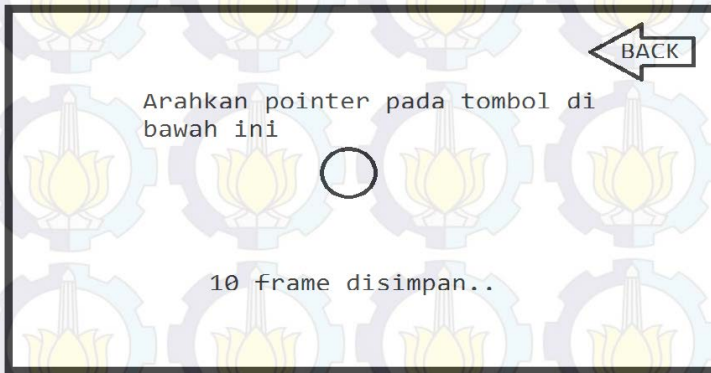 BACK
Arahkan pointer pada tombol di
bawah ini
10 frame disimpan..